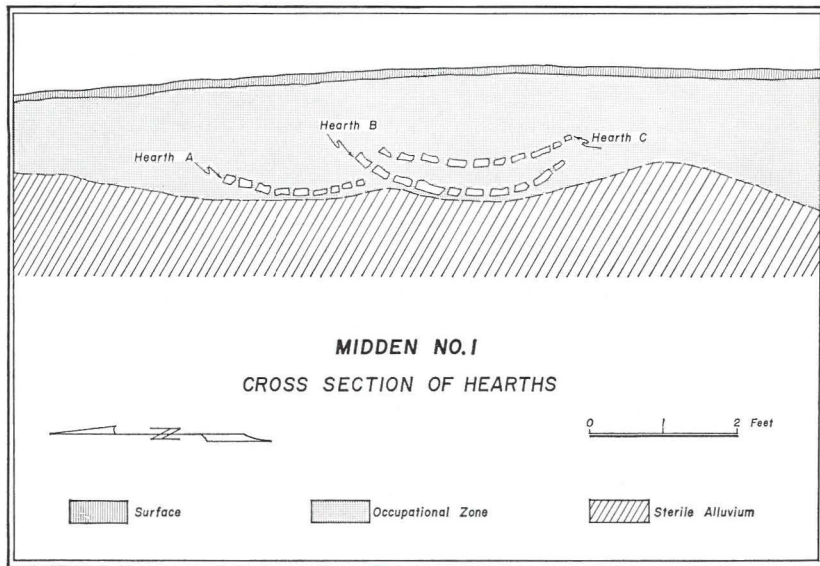 Hearth B
Hearth C
Hearth A
MIDDEN NO.1
CROSS SECTION OF HEARTHS
N
0 1 2 Feet
Surface
Occupational Zone
Sterile Alluvium